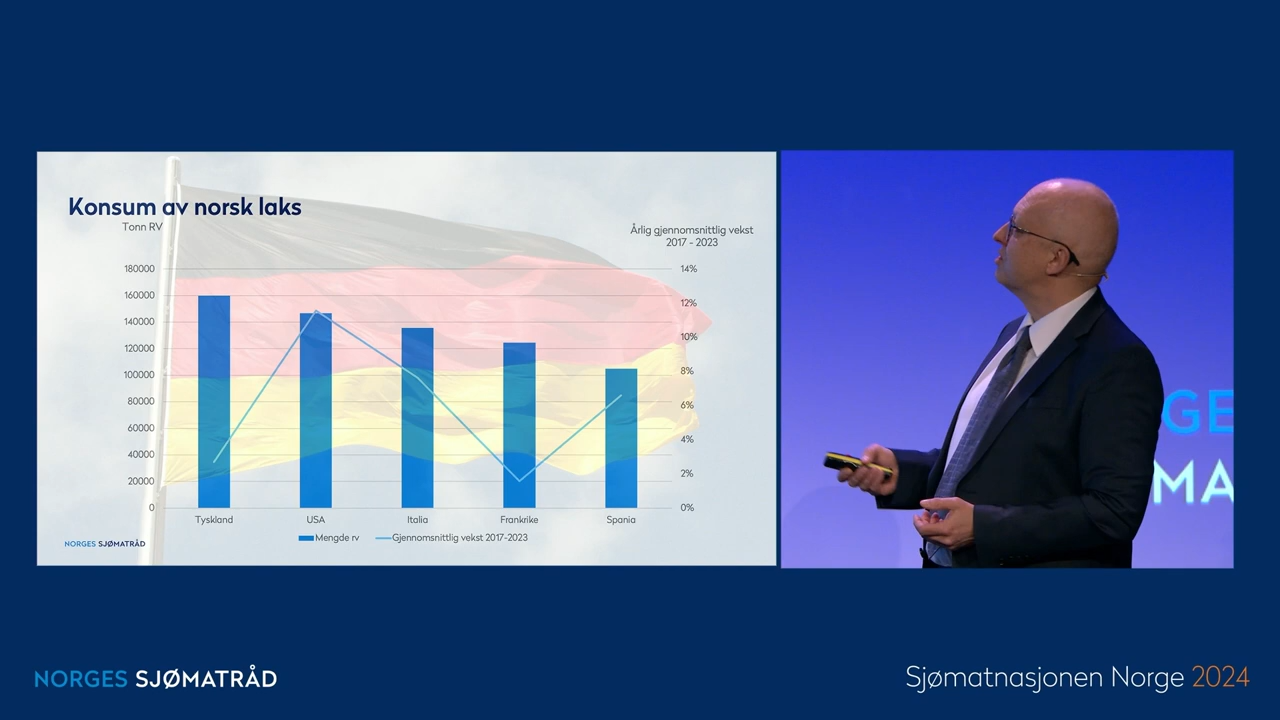 Konsum av norsk laks
Tonn RV
Årlig gjennomsnittlig vekst
2017 - 2023
180000
160000
140000
120000
100000
80000
60000
40000
20000
0
14%
12%
10%
8%
6%
4%
2%
0%
Tyskland USA Italia Frankrike Spania
Mengde rv Gjennomsnittlig vekst 2017-2023
NORGES SJØMATRÅD
GE
MA
NORGES SJØMATRÅD
Sjømatnasjonen Norge 2024